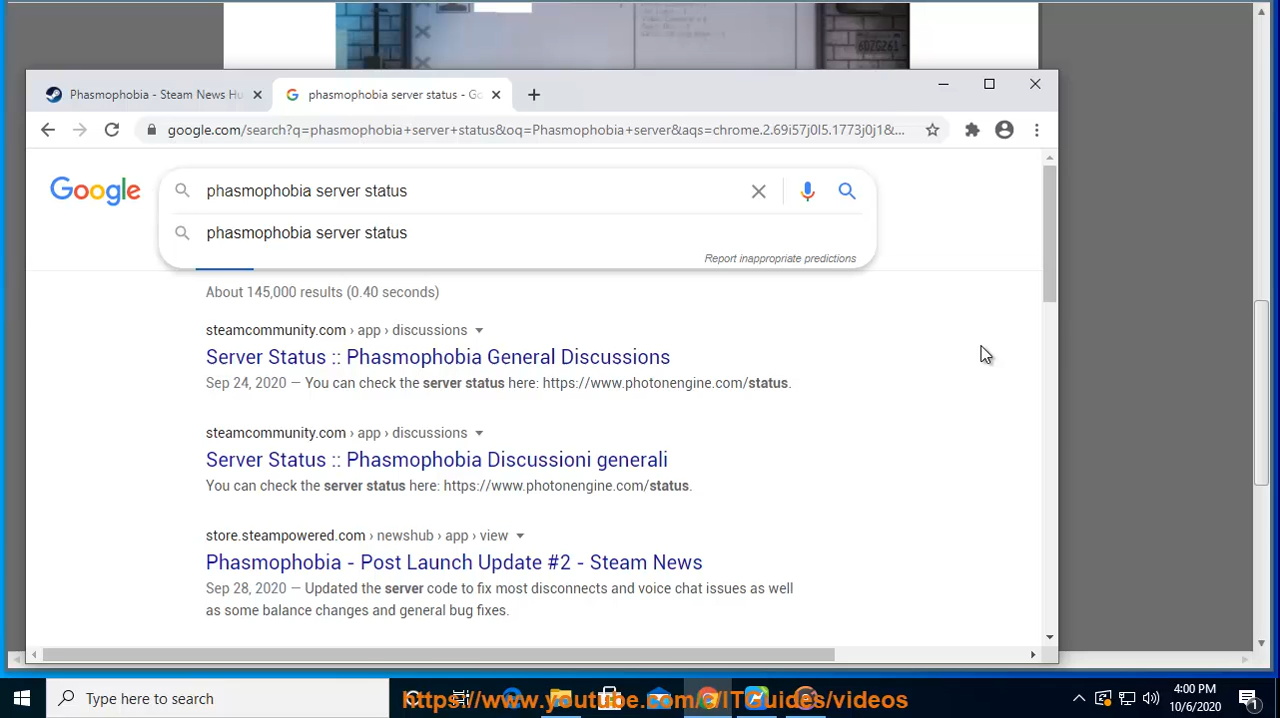 6DZG261
Phasmophobia - Steam News Hu
phasmophobia server status - Go
google.com/search?q=phasmophobia+server+status&oq=Phasmophobia+server&aqs=chrome.2.69i57j0l5.1773j0j1&...
Google
phasmophobia server status
phasmophobia server status
Report inappropriate predictions
About 145,000 results (0.40 seconds)
steamcommunity.com › app › discussions
Server Status :: Phasmophobia General Discussions
Sep 24, 2020 — You can check the server status here: https://www.photonengine.com/status.
steamcommunity.com › app › discussions
Server Status :: Phasmophobia Discussioni generali
You can check the server status here: https://www.photonengine.com/status.
store.steampowered.com › newshub › app › view
Phasmophobia - Post Launch Update #2 - Steam News
Sep 28, 2020 — Updated the server code to fix most disconnects and voice chat issues as well
as some balance changes and general bug fixes.
Type here to search
https://www.youtube.com/c/ITGuides/videos
4:00 PM
10/6/2020
1